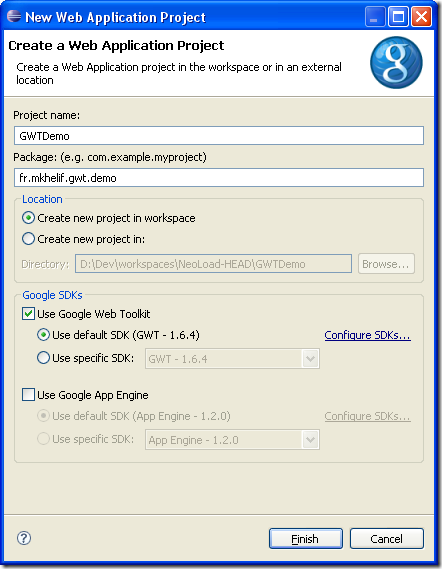 New Web Application Project
Create a Web Application Project
Create a Web Application project in the workspace or in an external
location
g
Project name:
GWTDemo
Package: (e.g. com.example.myproject)
fr.mkhelif.gwt.demo
Location
Create new project in workspace
Create new project in:
Directory: D:\Dev\workspaces\NeoLoad-HEAD\GWTDemo Browse...
Google SDKs
Use Google Web Toolkit
Use default SDK (GWT - 1.6.4) Configure SDKs...
Use specific SDK: GWT - 1.6.4
Use Google App Engine
Use default SDK (App Engine - 1.2.0) Configure SDKs...
Use specific SDK: App Engine - 1.2.0
? Finish Cancel